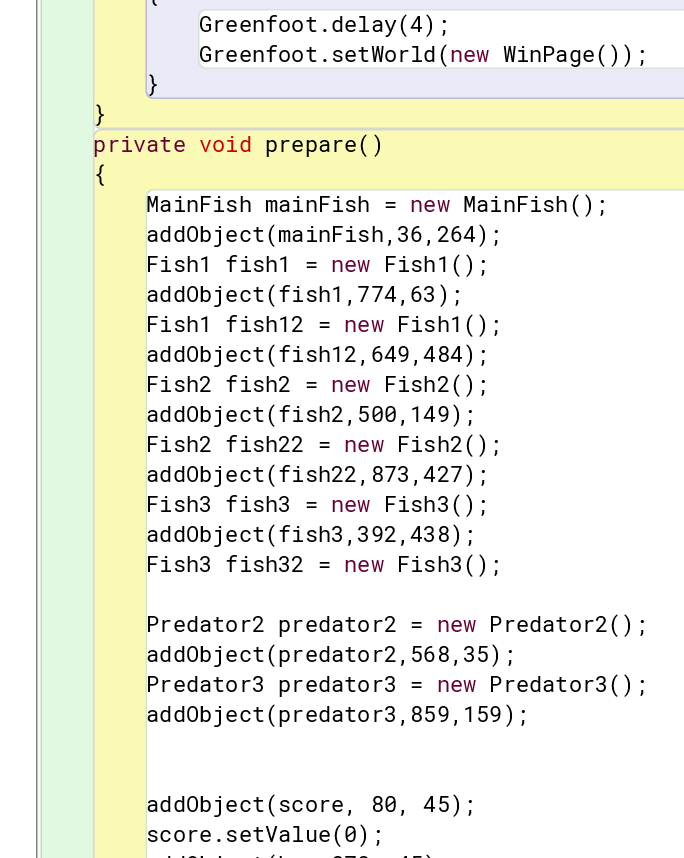 {
Greenfoot.delay(4);
Greenfoot.setWorld(new WinPage());
}
}
private void prepare()
{
MainFish mainFish = new MainFish();
addObject(mainFish,36,264);
Fish1 fish1 = new Fish1();
addObject(fish1,774,63);
Fish1 fish12 = new Fish1();
addObject(fish12,649,484);
Fish2 fish2 = new Fish2();
addObject(fish2,500,149);
Fish2 fish22 = new Fish2();
addObject(fish22,873,427);
Fish3 fish3 = new Fish3();
addObject(fish3,392,438);
Fish3 fish32 = new Fish3();
Predator2 predator2 = new Predator2();
addObject(predator2,568,35);
Predator3 predator3 = new Predator3();
addObject(predator3,859,159);
addObject(score, 80, 45);
score.setValue(0);